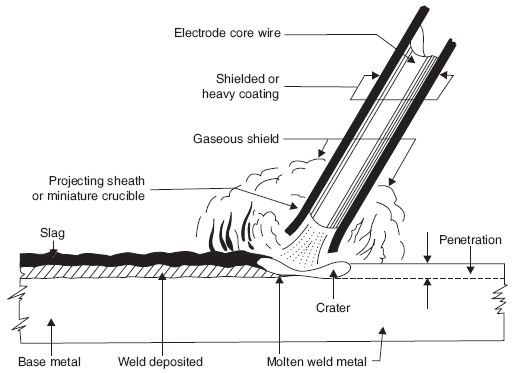 Electrode core wire
Shielded or
heavy coating
Gaseous shield
Projecting sheath
or miniature crucible
Slag
Penetration
Crater
Base metal
Weld deposited
Molten weld metal